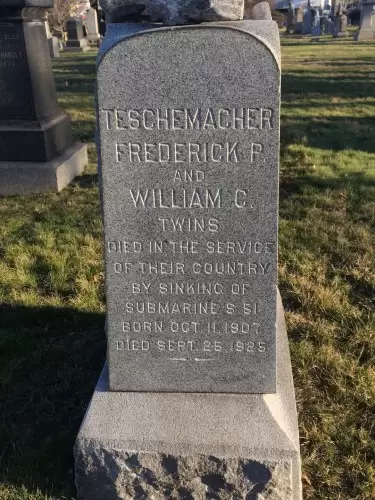 TESCHEMACHER
FREDERICK P.
AND
WILLIAM C.
TWINS
DIED IN THE SERVICE
OF THEIR COUNTRY
BY SINKING OF
SUBMARINE S 51
BORN OCT. 11, 1907
DIED SEPT. 25, 1925